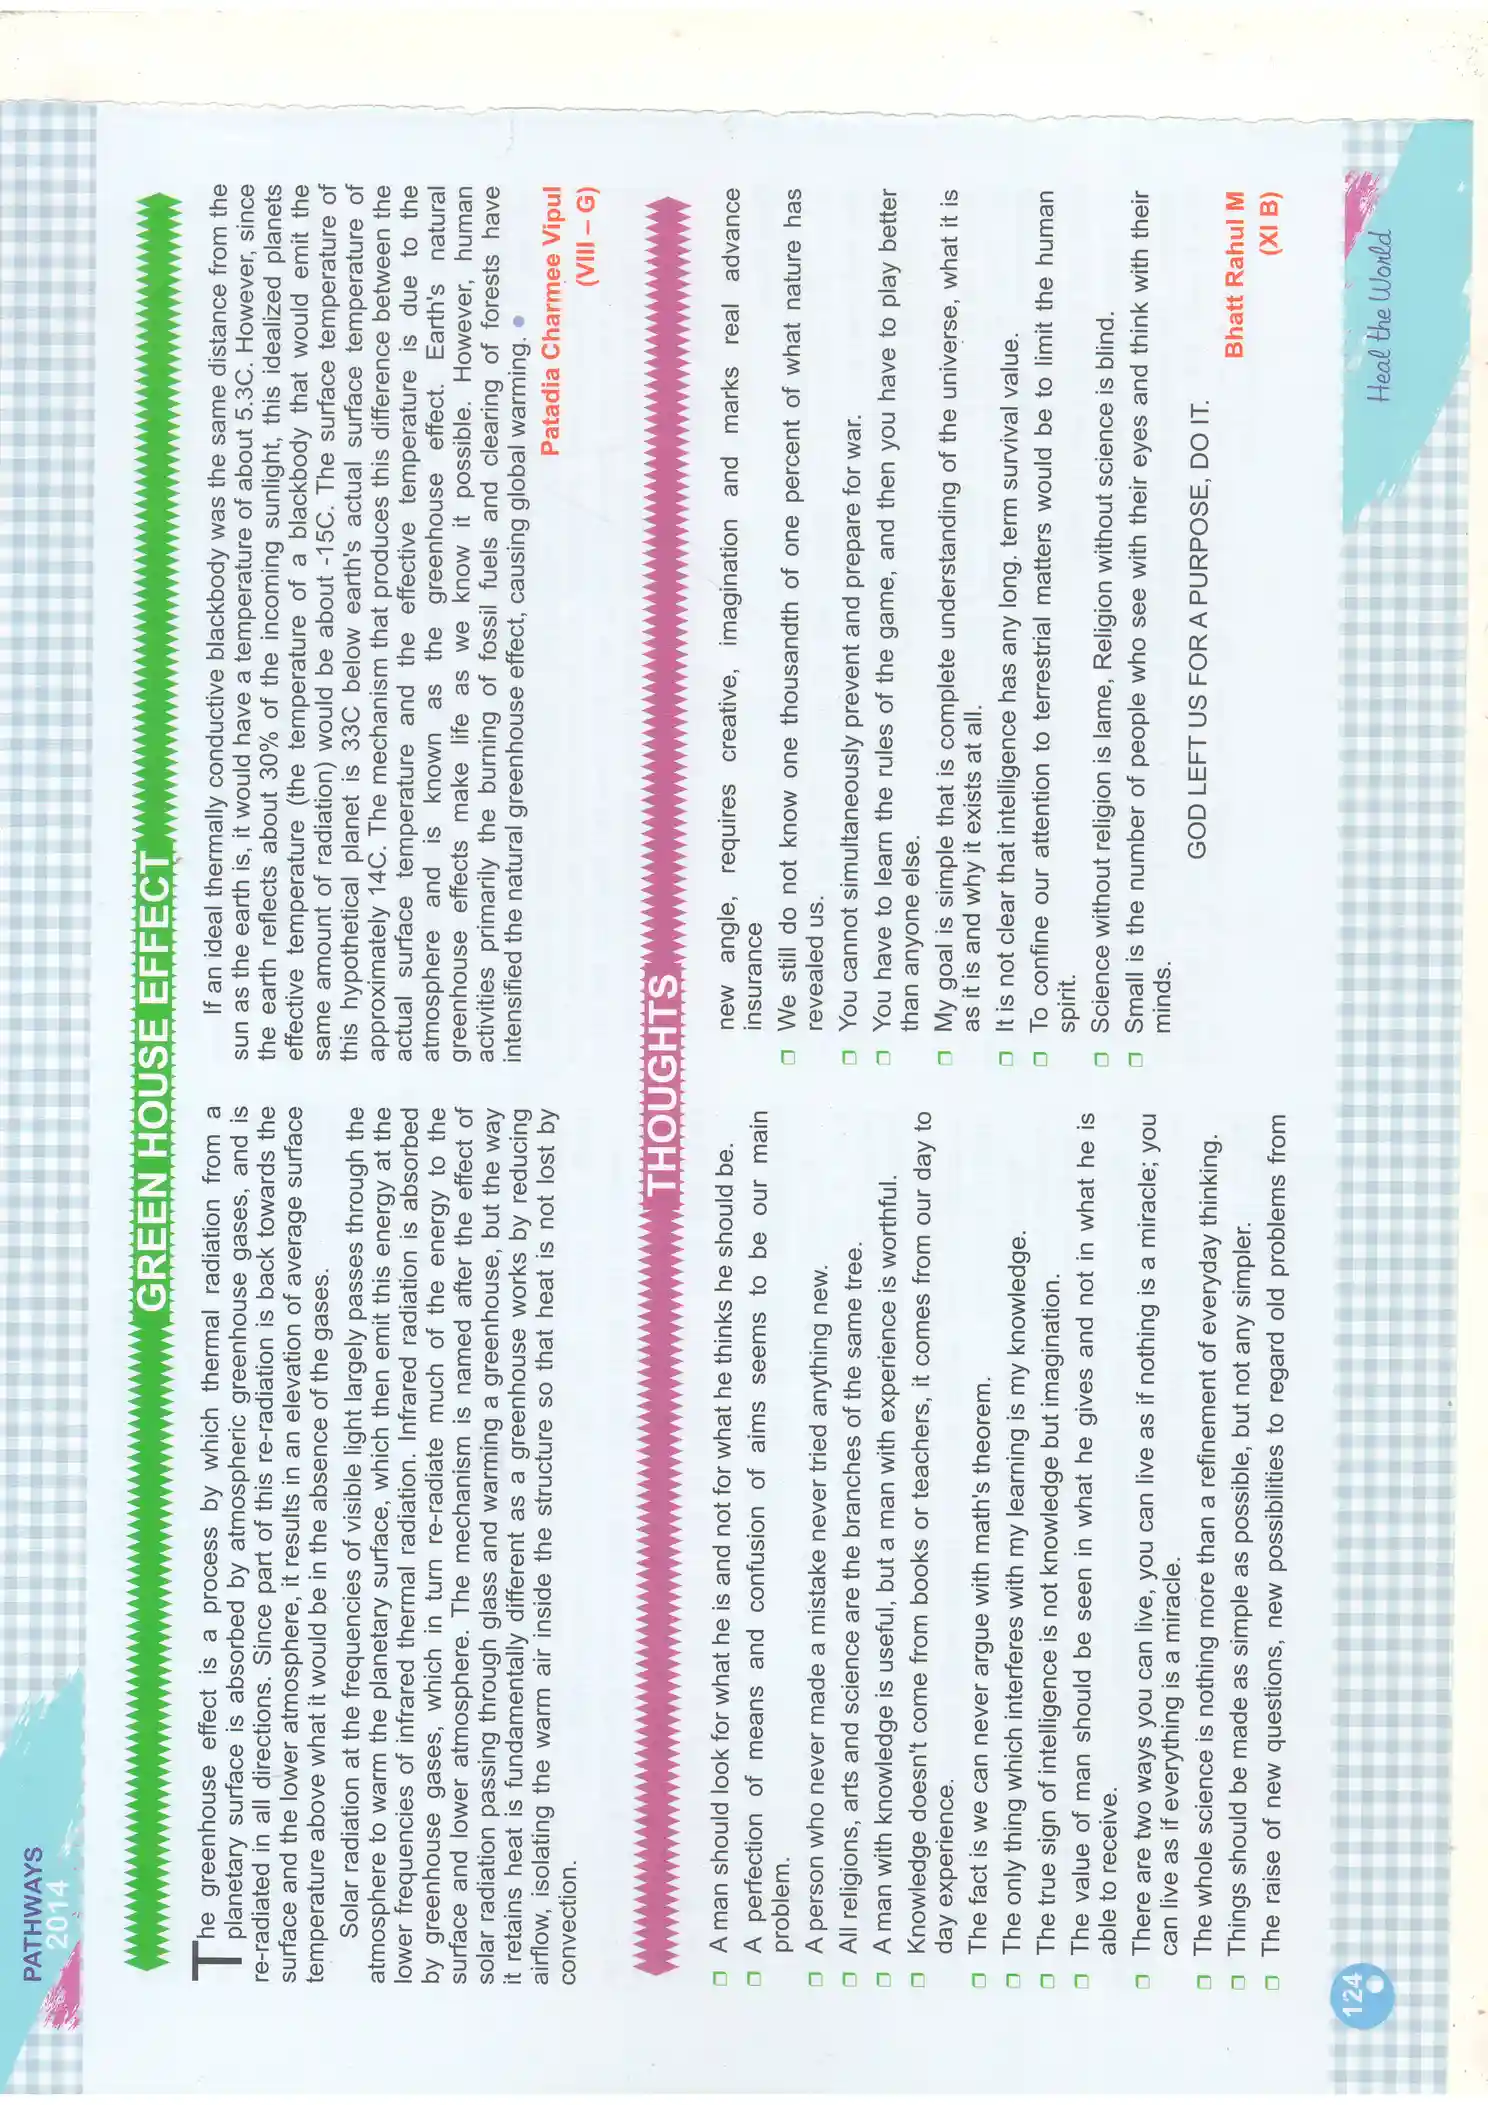 PATHWAYS
2014
GREEN HOUSE EFFECT
The greenhouse effect is a process by which thermal radiation from a
planetary surface is absorbed by atmospheric greenhouse gases, and is
re-radiated in all directions. Since part of this re-radiation is back towards the
surface and the lower atmosphere, it results in an elevation of average surface
temperature above what it would be in the absence of the gases.
Solar radiation at the frequencies of visible light largely passes through the
atmosphere to warm the planetary surface, which then emit this energy at the
lower frequencies of infrared thermal radiation. Infrared radiation is absorbed
by greenhouse gases, which in turn re-radiate much of the energy to the
surface and lower atmosphere. The mechanism is named after the effect of
solar radiation passing through glass and warming a greenhouse, but the way
it retains heat is fundamentally different as a greenhouse works by reducing
airflow, isolating the warm air inside the structure so that heat is not lost by
convection.
If an ideal thermally conductive blackbody was the same distance from the
sun as the earth is, it would have a temperature of about 5.3C. However, since
the earth reflects about 30% of the incoming sunlight, this idealized planets
effective temperature (the temperature of a blackbody that would emit the
same amount of radiation) would be about -15C. The surface temperature of
this hypothetical planet is 33C below earth's actual surface temperature of
approximately 14C. The mechanism that produces this difference between the
actual surface temperature and the effective temperature is due to the
atmosphere and is known as the greenhouse effect. Earth's natural
greenhouse effects make life as we know it possible. However, human
activities primarily the burning of fossil fuels and clearing of forests have
intensified the natural greenhouse effect, causing global warming.
Patadia Charmee Vipul
(VIII – G)
THOUGHTS
❒ A man should look for what he is and not for what he thinks he should be.
❒ A perfection of means and confusion of aims seems to be our main
problem.
❒ A person who never made a mistake never tried anything new.
❒ All religions, arts and science are the branches of the same tree.
❒ A man with knowledge is useful, but a man with experience is worthful.
❒ Knowledge doesn't come from books or teachers, it comes from our day to
day experience.
❒ The fact is we can never argue with math's theorem.
❒ The only thing which interferes with my learning is my knowledge.
❒ The true sign of intelligence is not knowledge but imagination.
❒ The value of man should be seen in what he gives and not in what he is
able to receive.
❒ There are two ways you can live, you can live as if nothing is a miracle; you
can live as if everything is a miracle.
❒ The whole science is nothing more than a refinement of everyday thinking.
❒ Things should be made as simple as possible, but not any simpler.
❒ The raise of new questions, new possibilities to regard old problems from
new angle, requires creative, imagination and marks real advance
insurance
❒ We still do not know one thousandth of one percent of what nature has
revealed us.
❒ You cannot simultaneously prevent and prepare for war.
❒ You have to learn the rules of the game, and then you have to play better
than anyone else.
❒ My goal is simple that is complete understanding of the universe, what it is
as it is and why it exists at all.
❒ It is not clear that intelligence has any long, term survival value.
❒ To confine our attention to terrestrial matters would be to limit the human
spirit.
❒ Science without religion is lame, Religion without science is blind.
❒ Small is the number of people who see with their eyes and think with their
minds.
GOD LEFT US FOR A PURPOSE, DO IT.
Bhatt Rahul M
(XI B)
124
Heal the World